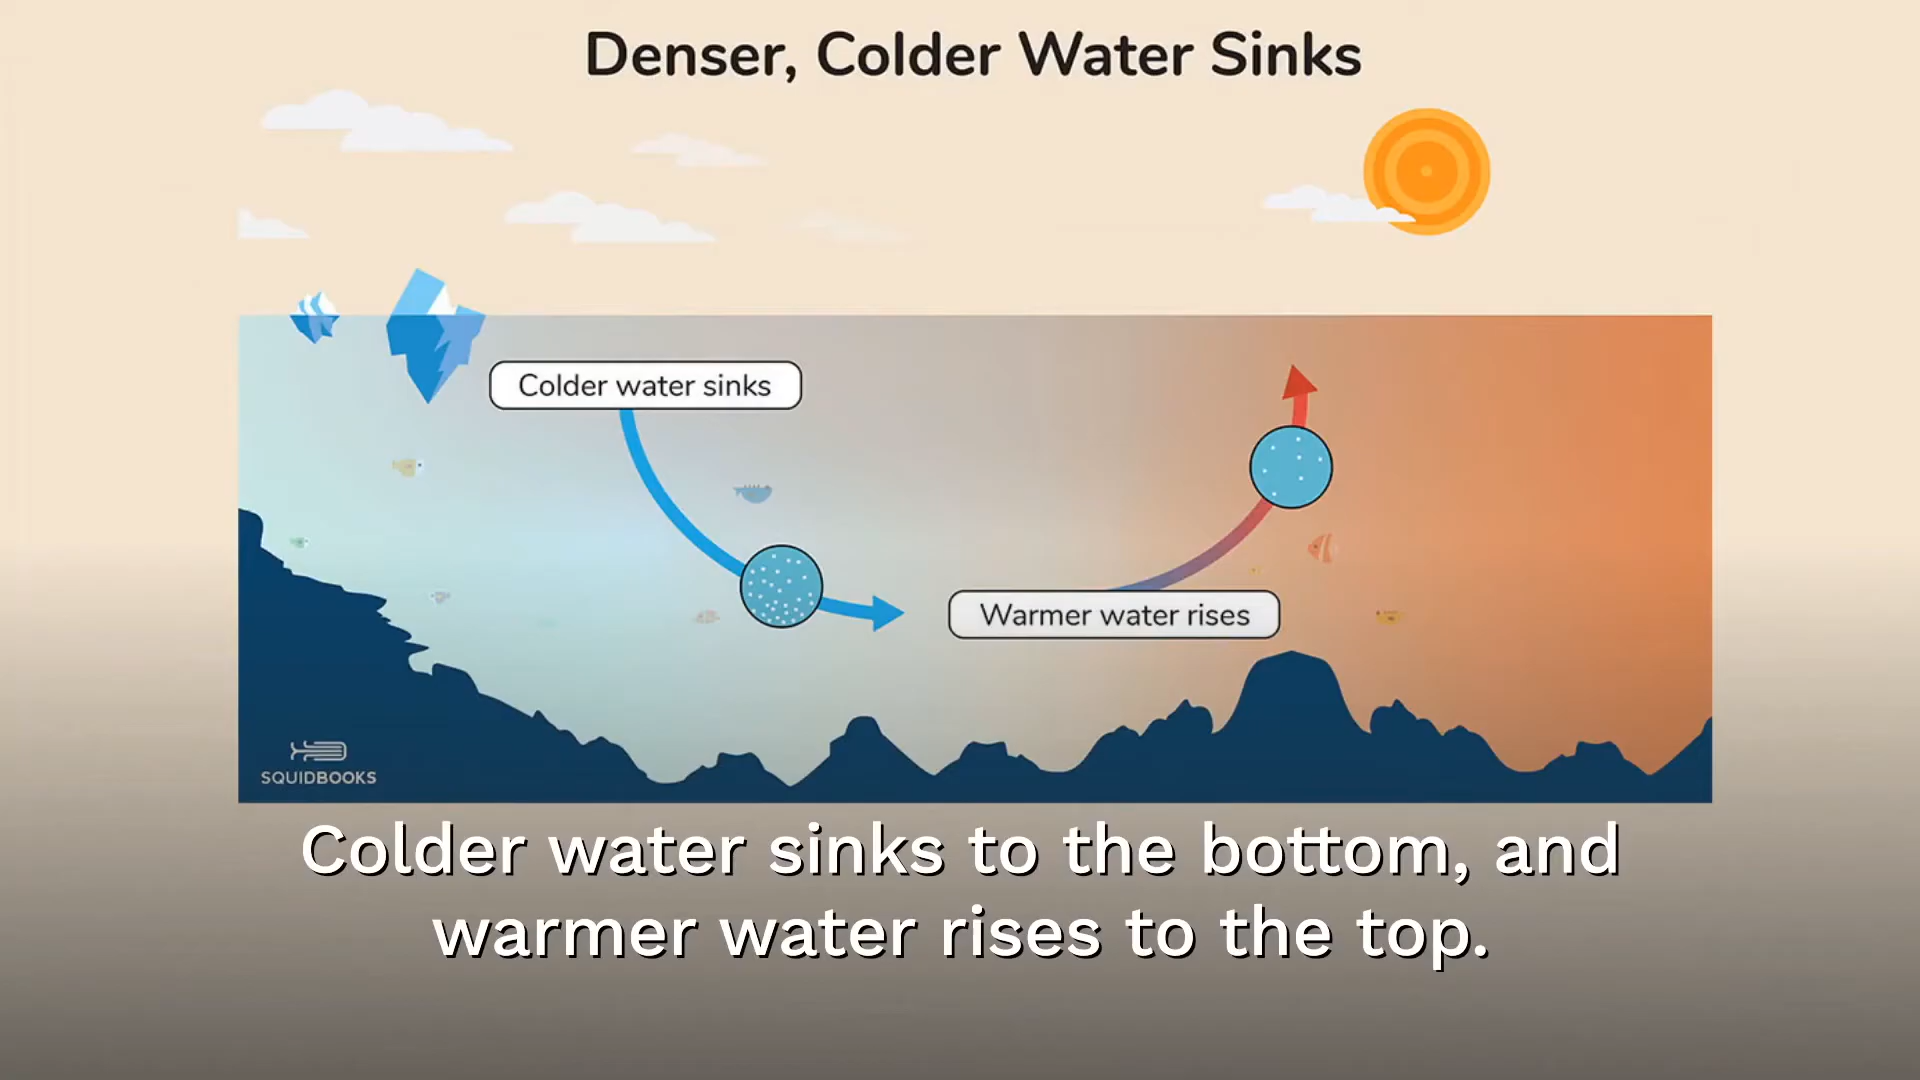 Denser, Colder Water Sinks
Colder water sinks
Warmer water rises
SQUIDBOOKS
Colder water sinks to the bottom, and
warmer water rises to the top.